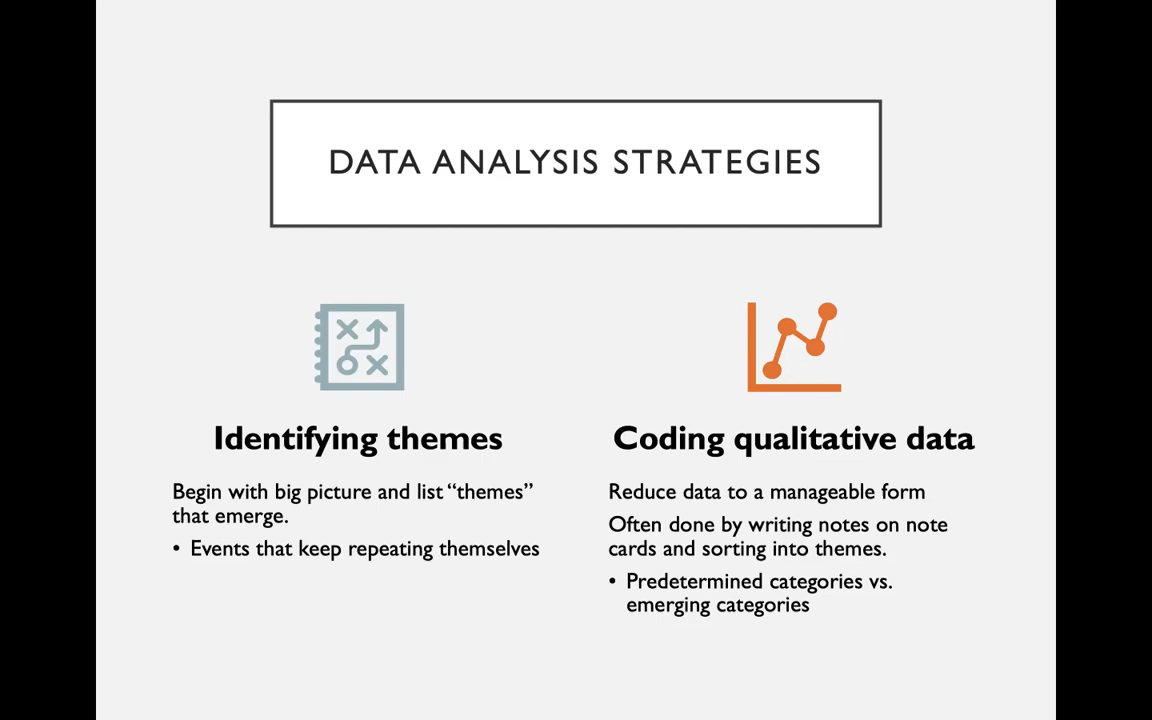 DATA ANALYSIS STRATEGIES
Identifying themes
Begin with big picture and list “themes”
that emerge.
• Events that keep repeating themselves
Coding qualitative data
Reduce data to a manageable form
Often done by writing notes on note
cards and sorting into themes.
• Predetermined categories vs.
emerging categories